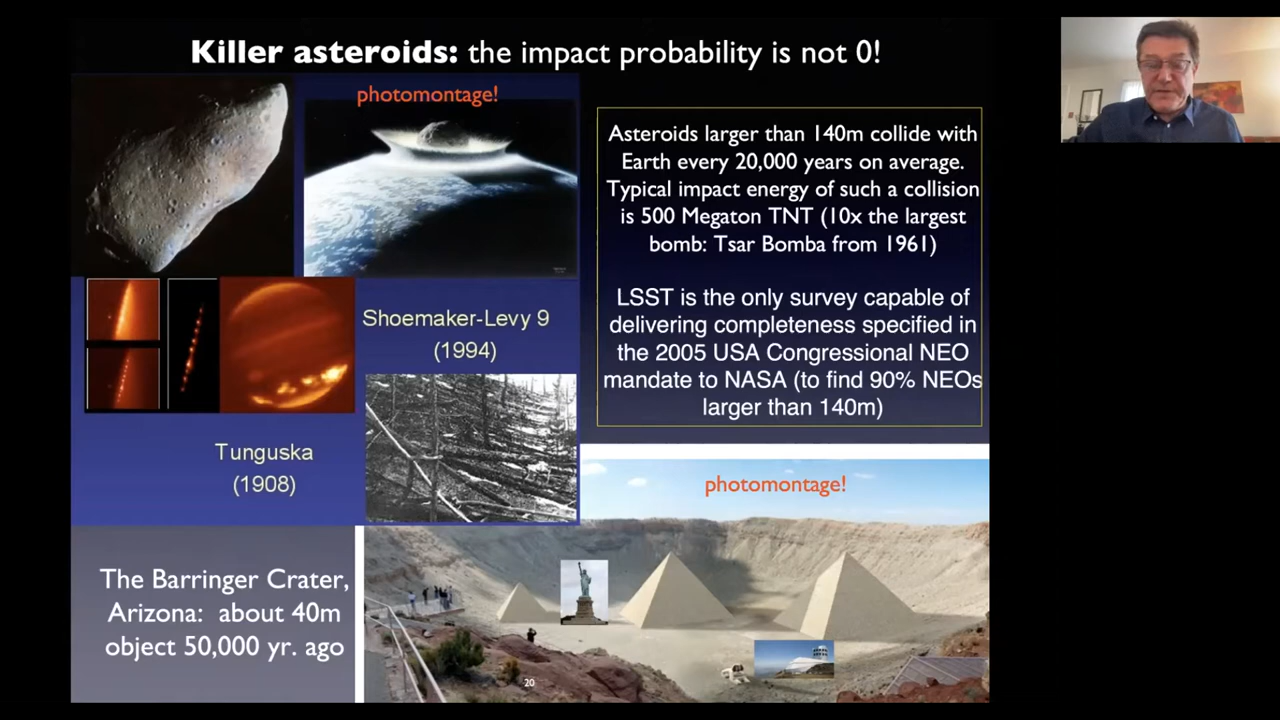 Killer asteroids: the impact probability is not 0!
photomontage!
Asteroids larger than 140m collide with
Earth every 20,000 years on average.
Typical impact energy of such a collision
is 500 Megaton TNT (10x the largest
bomb: Tsar Bomba from 1961)
LSST is the only survey capable of
delivering completeness specified in
the 2005 USA Congressional NEO
mandate to NASA (to find 90% NEOs
larger than 140m)
Shoemaker-Levy 9
(1994)
Tunguska
(1908)
photomontage!
The Barringer Crater,
Arizona: about 40m
object 50,000 yr. ago
20